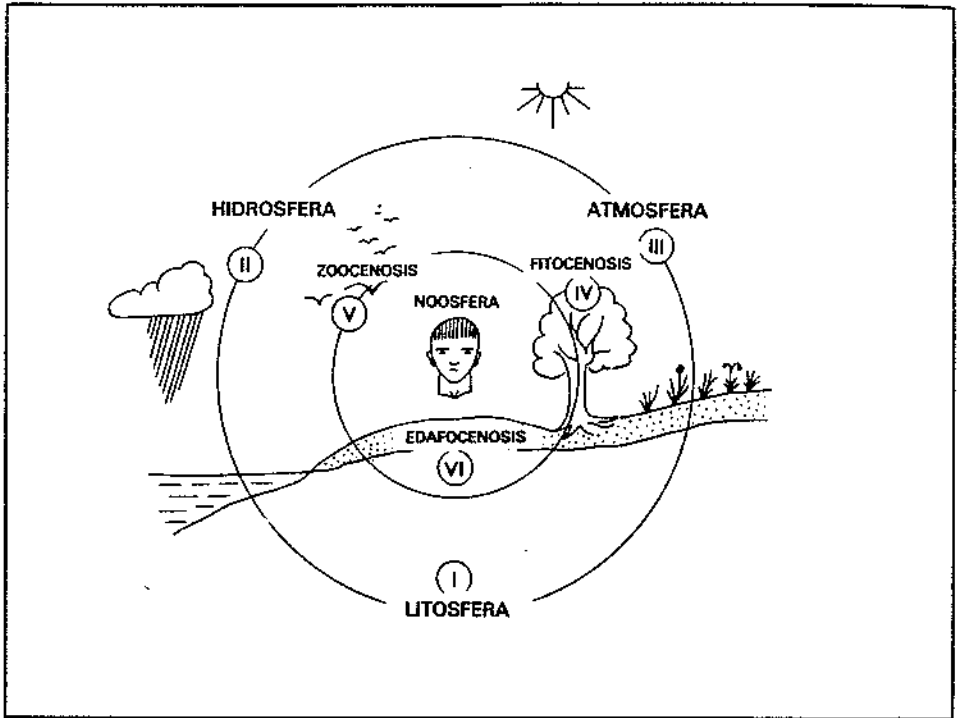 HIDROSFERA
ATMOSFERA
II
III
ZOOCENOSIS
FITOCENOSIS
V
NOOSFERA
IV
EDAFOCENOSIS
VI
I
LITOSFERA